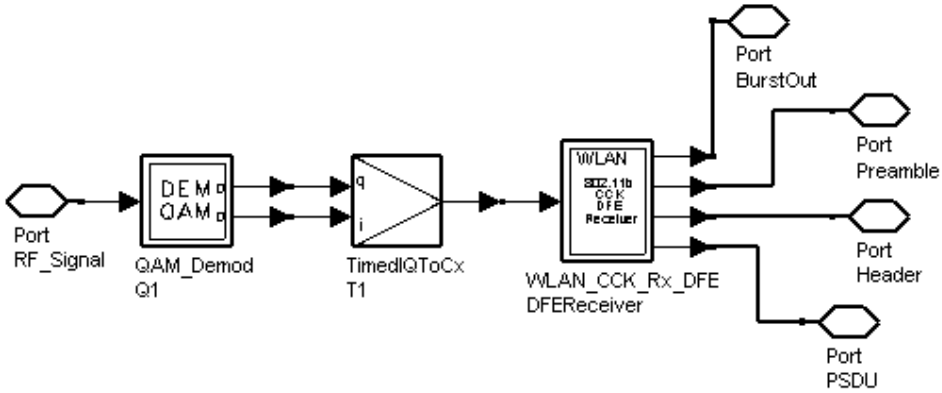 Port
BurstOut
Port
Preamble
WLAN
802.11b
CCK
DFE
Receiver
DEM
QAM
q
i
Port
RF_Signal
QAM_Demod
Q1
TimedIQToCx
T1
WLAN_CCK_Rx_DFE
DFEReceiver
Port
Header
Port
PSDU